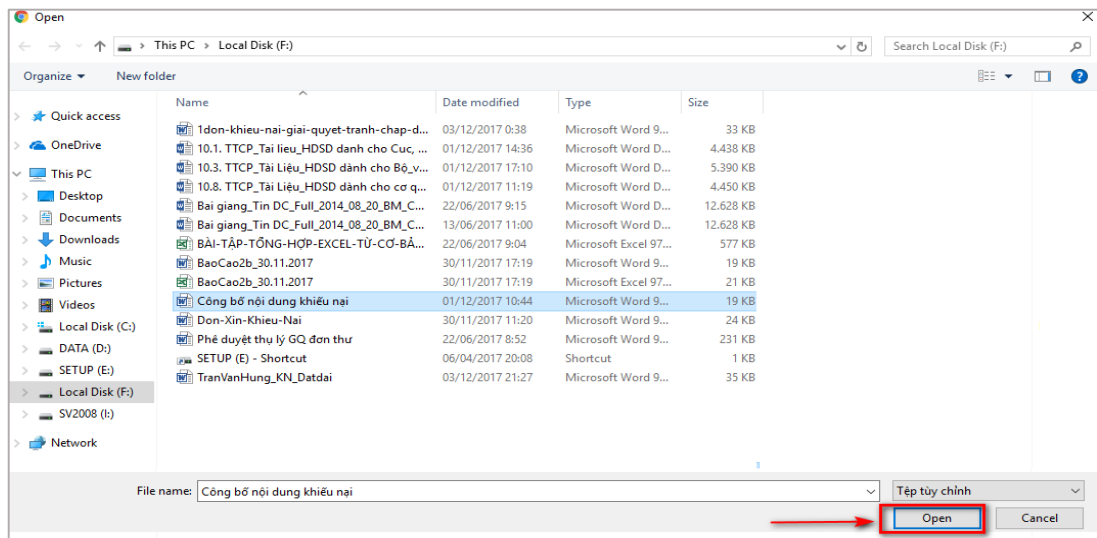 Open
This PC > Local Disk (F:)
Search Local Disk (F:)
Organize
New folder
Name Date modified Type Size
Quick access
OneDrive
This PC
Desktop
Documents
Downloads
Music
Pictures
Videos
Local Disk (C:)
DATA (D:)
SETUP (E:)
Local Disk (F:)
SV2008 (I:)
Network
1don-khieu-nai-giai-quyet-tranh-chap-d... 03/12/2017 0:38 Microsoft Word 9... 33 KB
10.1. TTCP_Tai lieu_HDSD danh cho Cuc, ... 01/12/2017 14:36 Microsoft Word D... 4.438 KB
10.3. TTCP_Tài Liệu_HDSD dành cho Bộ_v... 01/12/2017 17:10 Microsoft Word D... 5.390 KB
10.8. TTCP_Tài Liệu_HDSD dành cho cơ q... 01/12/2017 11:19 Microsoft Word D... 4.450 KB
Bai giang_Tin DC_Full_2014_08_20_BM_C... 22/06/2017 9:15 Microsoft Word D... 12.628 KB
Bai giang_Tin DC_Full_2014_08_20_BM_C... 13/06/2017 11:00 Microsoft Word D... 12.628 KB
BÀI-TẬP-TỔNG-HỢP-EXCEL-TỪ-CƠ-BẢ... 22/06/2017 9:04 Microsoft Excel 97... 577 KB
BaoCao2b_30.11.2017 30/11/2017 17:19 Microsoft Word 9... 19 KB
BaoCao2b_30.11.2017 30/11/2017 17:19 Microsoft Excel 97... 21 KB
Công bố nội dung khiếu nại 01/12/2017 10:44 Microsoft Word 9... 19 KB
Don-Xin-Khieu-Nai 30/11/2017 11:20 Microsoft Word 9... 24 KB
Phê duyệt thụ lý GQ đơn thư 22/06/2017 8:52 Microsoft Word 9... 231 KB
SETUP (E) - Shortcut 06/04/2017 20:08 Shortcut 1 KB
TranVanHung_KN_Datdai 03/12/2017 21:27 Microsoft Word 9... 35 KB
File name: Công bố nội dung khiếu nại
Tệp tùy chỉnh
Open
Cancel